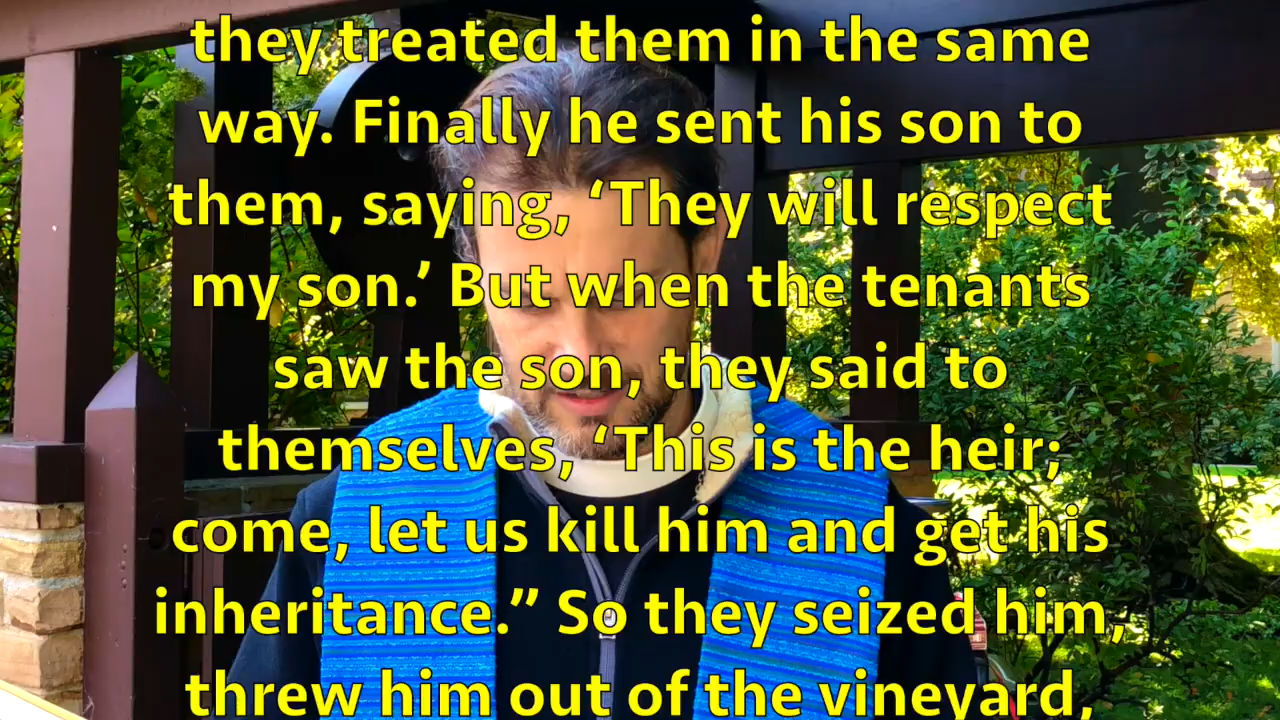 they treated them in the same
way. Finally he sent his son to
them, saying, ‘They will respect
my son.’ But when the tenants
saw the son, they said to
themselves, ‘This is the heir;
come, let us kill him and get his
inheritance.” So they seized him,
threw him out of the vineyard,